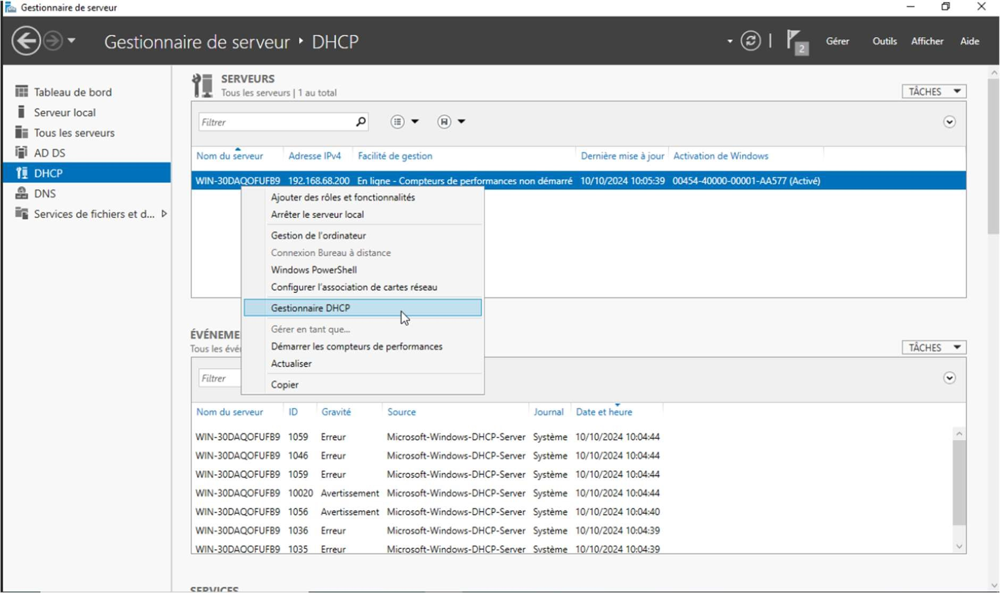 Gestionnaire de serveur
Gestionnaire de serveur ‣ DHCP
2
Gérer
Outils
Afficher
Aide
Tableau de bord
Serveur local
Tous les serveurs
AD DS
DHCP
DNS
Services de fichiers et d...
SERVEURS
Tous les serveurs | 1 au total
TÂCHES
Filtrer
Nom du serveur Adresse IPv4 Facilité de gestion Dernière mise à jour Activation de Windows
WIN-30DAQOFUFB9 192.168.68.200 En ligne - Compteurs de performances non démarré 10/10/2024 10:05:39 00454-40000-00001-AA577 (Activé)
Ajouter des rôles et fonctionnalités
Arrêter le serveur local
Gestion de l'ordinateur
Connexion Bureau à distance
Windows PowerShell
Configurer l'association de cartes réseau
Gestionnaire DHCP
Gérer en tant que...
Démarrer les compteurs de performances
Actualiser
Copier
ÉVÉNEME
Tous les évé
TÂCHES
Filtrer
Nom du serveur ID Gravité Source Journal Date et heure
WIN-30DAQOFUFB9 1059 Erreur Microsoft-Windows-DHCP-Server Système 10/10/2024 10:04:44
WIN-30DAQOFUFB9 1046 Erreur Microsoft-Windows-DHCP-Server Système 10/10/2024 10:04:44
WIN-30DAQOFUFB9 1059 Erreur Microsoft-Windows-DHCP-Server Système 10/10/2024 10:04:44
WIN-30DAQOFUFB9 10020 Avertissement Microsoft-Windows-DHCP-Server Système 10/10/2024 10:04:44
WIN-30DAQOFUFB9 1056 Avertissement Microsoft-Windows-DHCP-Server Système 10/10/2024 10:04:40
WIN-30DAQOFUFB9 1036 Erreur Microsoft-Windows-DHCP-Server Système 10/10/2024 10:04:39
WIN-30DAQOFUFB9 1035 Erreur Microsoft-Windows-DHCP-Server Système 10/10/2024 10:04:39
SERVICES